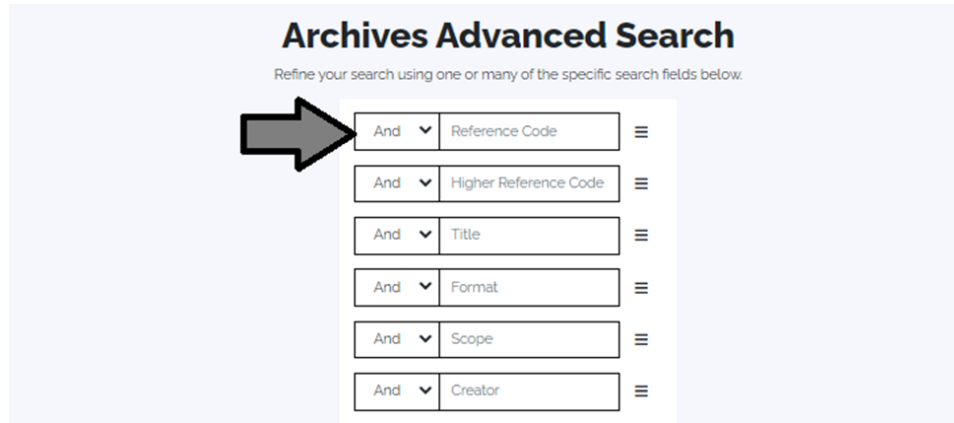 Archives Advanced Search
Refine your search using one or many of the specific search fields below.
And Reference Code
And Higher Reference Code
And Title
And Format
And Scope
And Creator